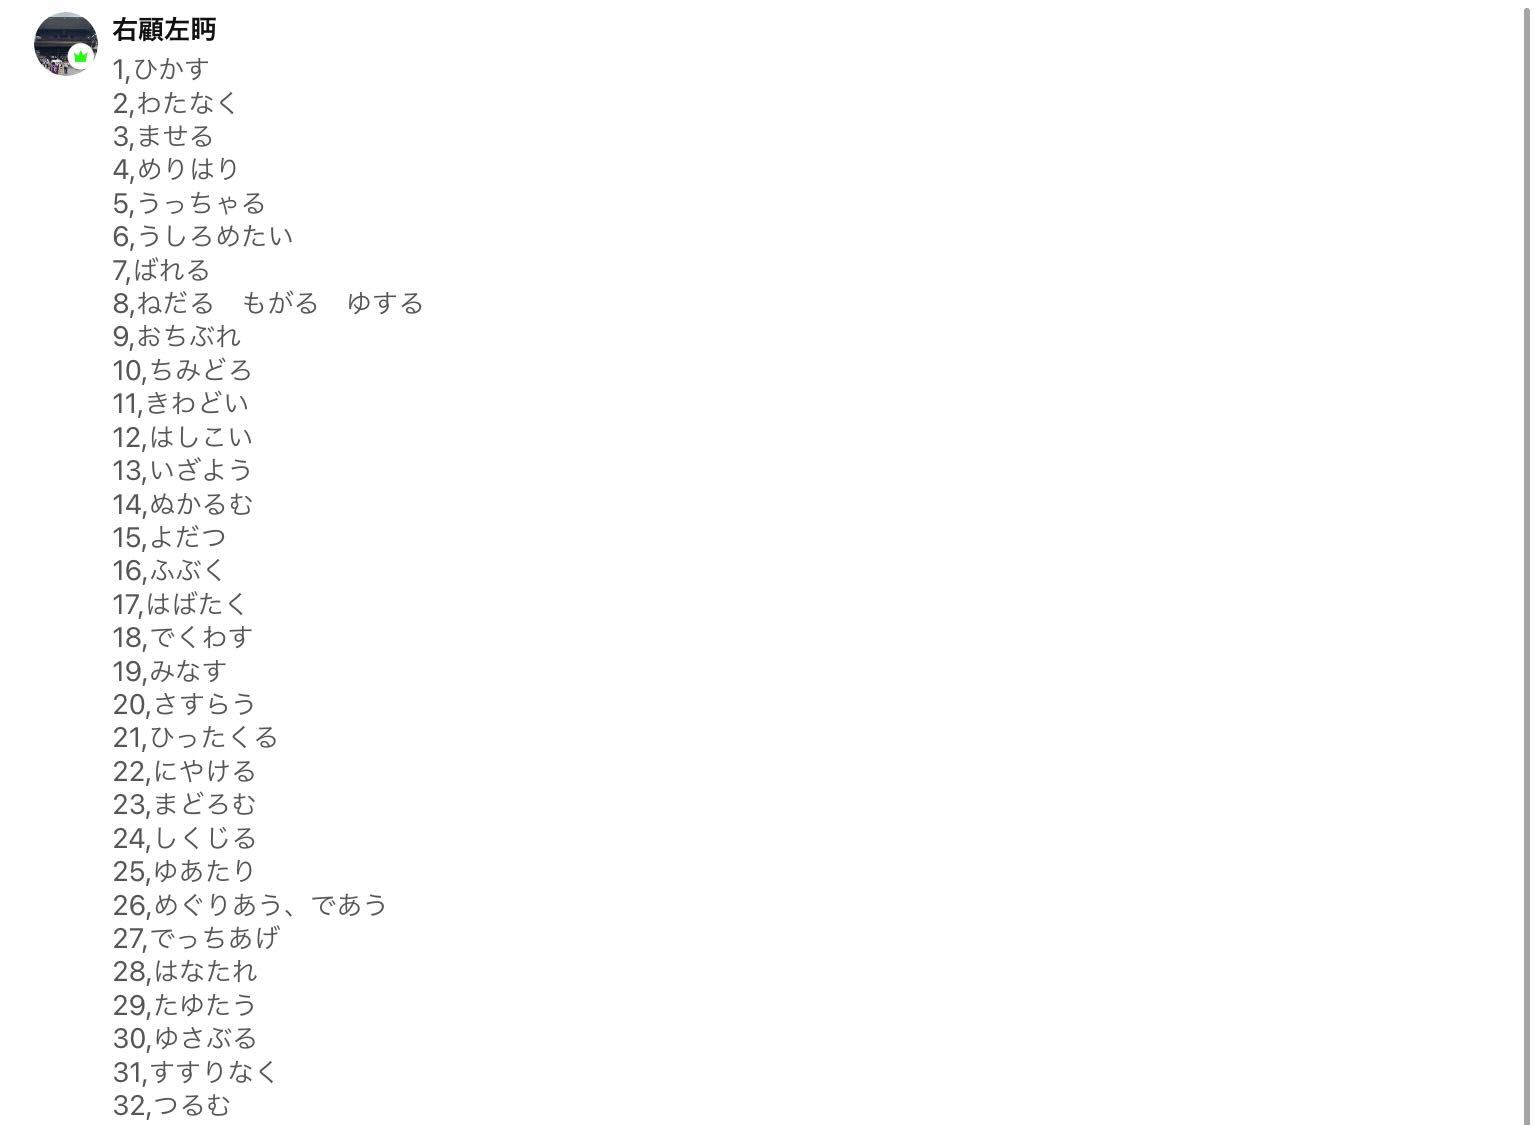 右顧左眄
1,ひかす
2,わたなく
3,ませる
4,めりはり
5,うっちゃる
6,うしろめたい
7,ばれる
8,ねだる　もがる　ゆする
9,おちぶれ
10,ちみどろ
11,きわどい
12,はしこい
13,いざよう
14,ぬかるむ
15,よだつ
16,ふぶく
17,はばたく
18,でくわす
19,みなす
20,さすらう
21,ひったくる
22,にやける
23,まどろむ
24,しくじる
25,ゆあたり
26,めぐりあう、であう
27,でっちあげ
28,はなたれ
29,たゆたう
30,ゆさぶる
31,すすりなく
32,つるむ